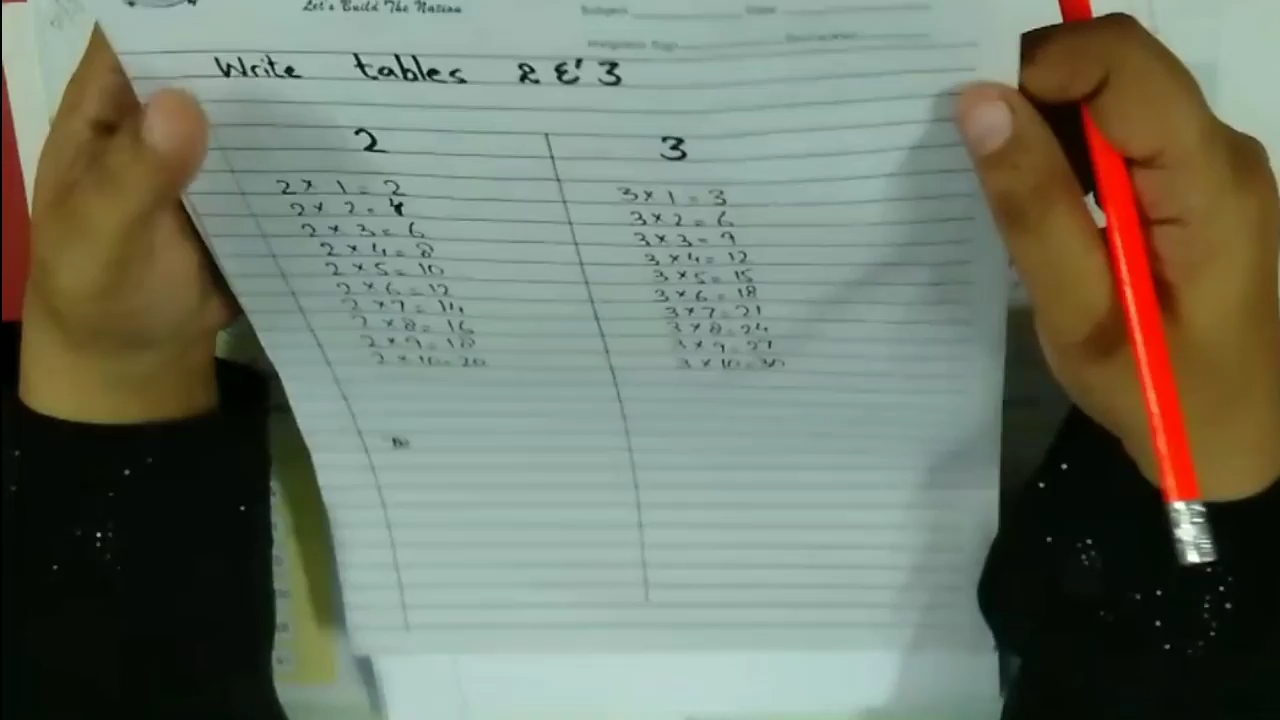 Let's Build The Nation
Write tables 2 & 3
2
2 × 1 = 2
2 × 2 = 4
2 × 3 = 6
2 × 4 = 8
2 × 5 = 10
2 × 6 = 12
2 × 7 = 14
2 × 8 = 16
2 × 9 = 18
2 × 10 = 20
3
3 × 1 = 3
3 × 2 = 6
3 × 3 = 9
3 × 4 = 12
3 × 5 = 15
3 × 6 = 18
3 × 7 = 21
3 × 8 = 24
3 × 9 = 27
3 × 10 = 30